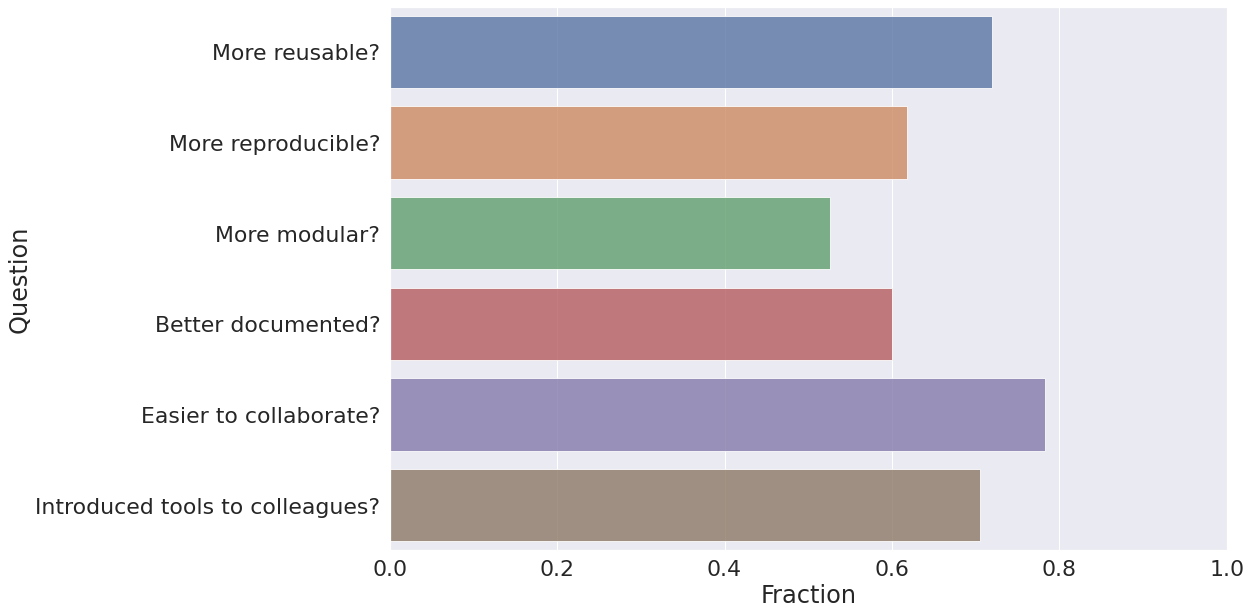 Question
More reusable?
More reproducible?
More modular?
Better documented?
Easier to collaborate?
Introduced tools to colleagues?
0.0 0.2 0.4 0.6 0.8 1.0
Fraction